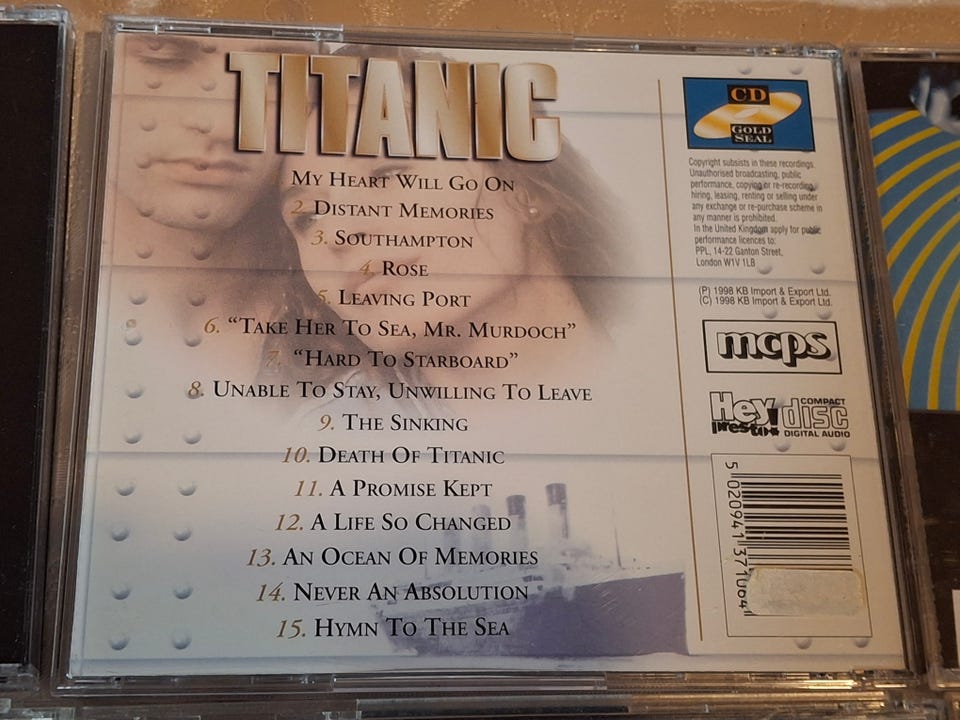 TITANIC
MY HEART WILL GO ON
2. DISTANT MEMORIES
3. SOUTHAMPTON
4. ROSE
5. LEAVING PORT
6. “TAKE HER TO SEA, MR. MURDOCH”
7. “HARD TO STARBOARD”
8. UNABLE TO STAY, UNWILLING TO LEAVE
9. THE SINKING
10. DEATH OF TITANIC
11. A PROMISE KEPT
12. A LIFE SO CHANGED
13. AN OCEAN OF MEMORIES
14. NEVER AN ABSOLUTION
15. HYMN TO THE SEA
CD
GOLD
SEAL
Copyright subsists in these recordings.
Unauthorised broadcasting, public
performance, copying or re-recording,
hiring, leasing, renting or selling under
any exchange or re-purchase scheme in
any manner is prohibited.
In the United Kingdom apply for public
performance licences to:
PPL, 14-22 Ganton Street,
London W1V 1LB
(P) 1998 KB Import & Export Ltd.
(C) 1998 KB Import & Export Ltd.
mcps
Hey!
presto
COMPACT
disc
DIGITAL AUDIO
5 020941 371064